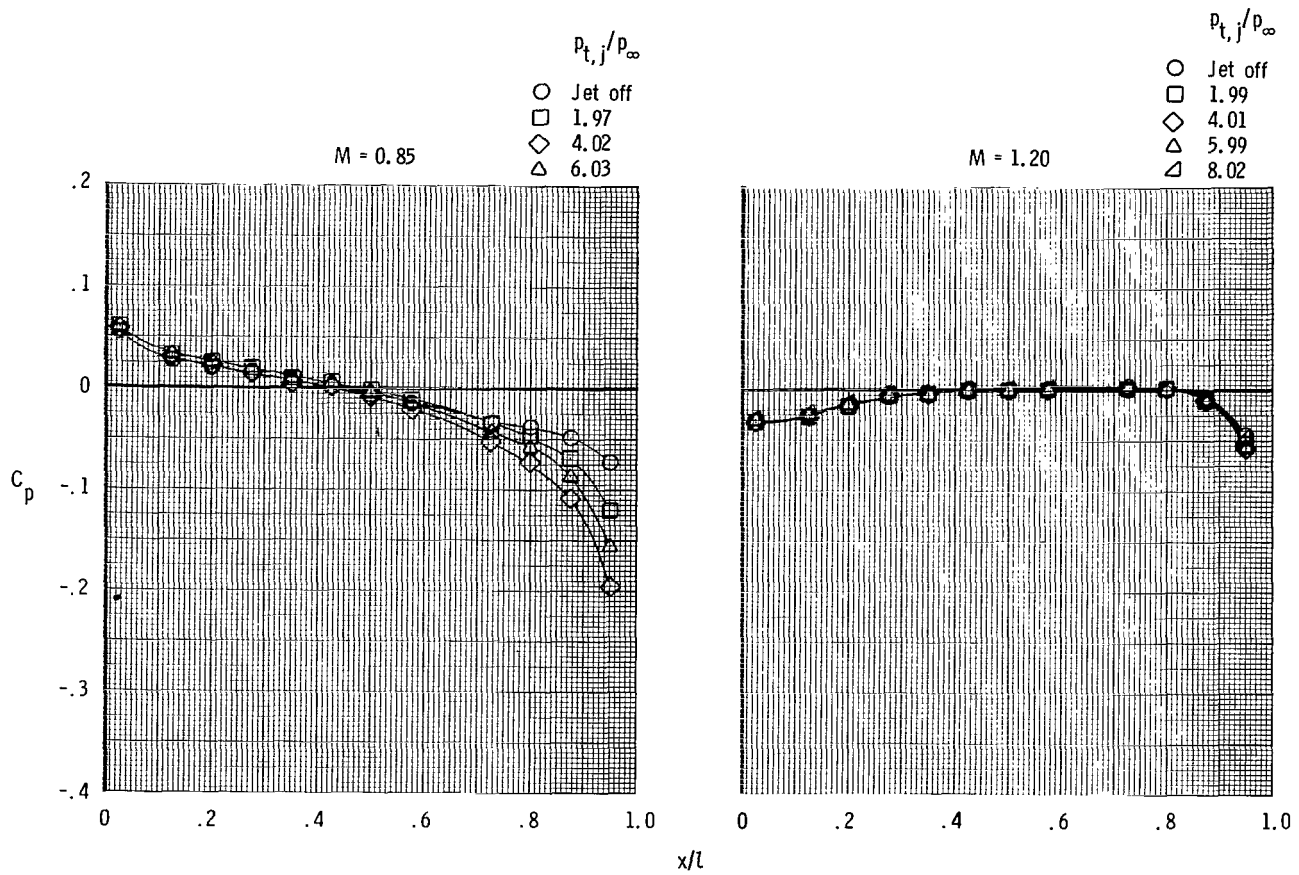 p_{t,j}/p_∞
Jet off
1.97
4.02
6.03
M = 0.85
p_{t,j}/p_∞
Jet off
1.99
4.01
5.99
8.02
M = 1.20
.2
.1
0
-.1
-.2
-.3
-.4
C_p
0 .2 .4 .6 .8 1.0
0 .2 .4 .6 .8 1.0
x/l